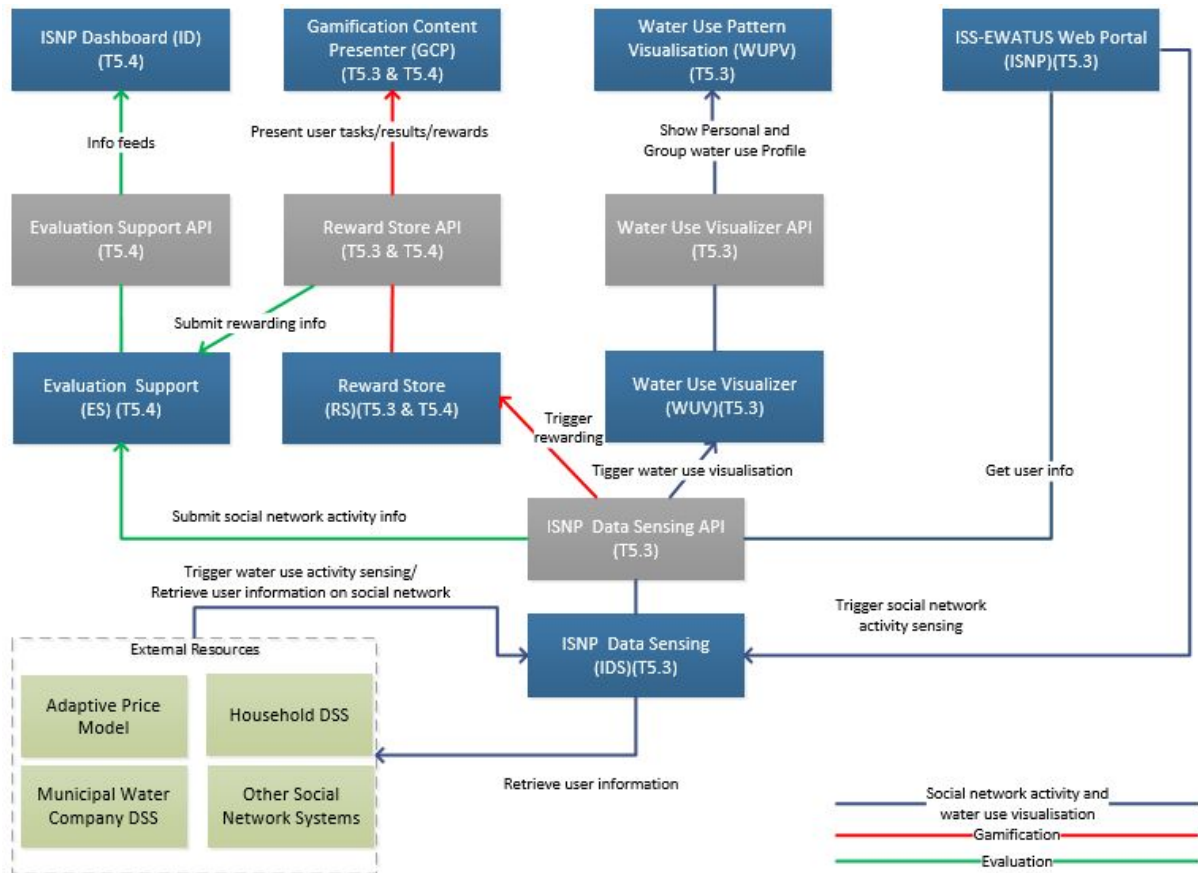 ISNP Dashboard (ID)
(T5.4)
Gamification Content
Presenter (GCP)
(T5.3 & T5.4)
Water Use Pattern
Visualisation (WUPV)
(T5.3)
ISS-EWATUS Web Portal
(ISNP)(T5.3)
Info feeds
Present user tasks/results/rewards
Show Personal and
Group water use Profile
Evaluation Support API
(T5.4)
Reward Store API
(T5.3 & T5.4)
Water Use Visualizer API
(T5.3)
Submit rewarding info
Evaluation Support
(ES) (T5.4)
Reward Store
(RS)(T5.3 & T5.4)
Water Use Visualizer
(WUV)(T5.3)
Trigger
rewarding
Tigger water use visualisation
Get user info
Submit social network activity info
ISNP Data Sensing API
(T5.3)
Trigger water use activity sensing/
Retrieve user information on social network
Trigger social network
activity sensing
ISNP Data Sensing
(IDS)(T5.3)
External Resources
Adaptive Price
Model
Household DSS
Municipal Water
Company DSS
Other Social
Network Systems
Retrieve user information
Social network activity and
water use visualisation
Gamification
Evaluation